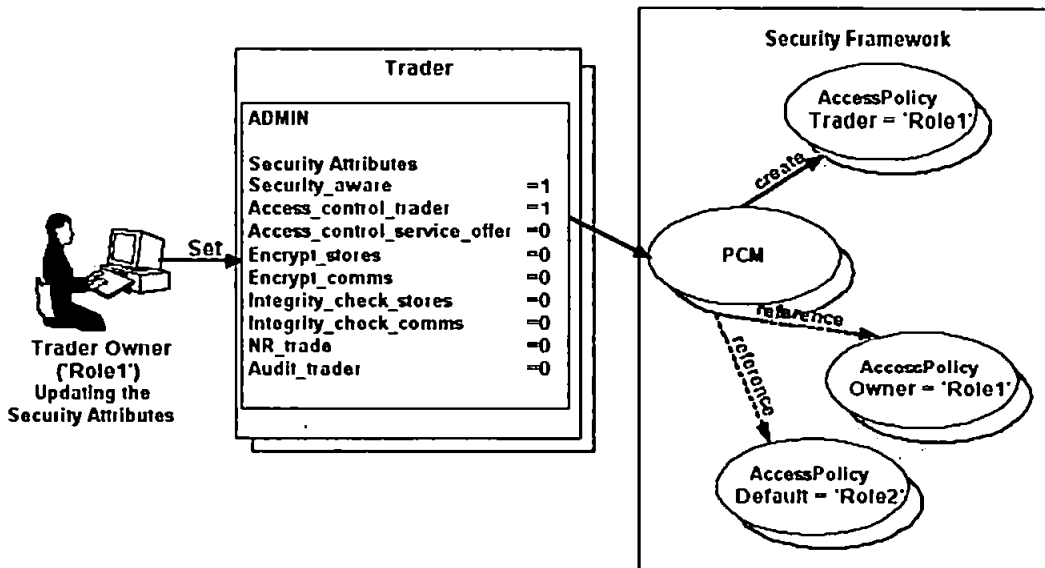 Security Framework
Trader
AccessPolicy
Trader = 'Role1'
ADMIN
Security Attributes
Security_aware =1
Access_control_trader =1
Access_control_service_offer =0
Encrypt_stores =0
Encrypt_comms =0
Integrity_check_stores =0
Integrity_check_comms =0
NR_trade =0
Audit_trader =0
Set
Trader Owner
('Role1')
Updating the
Security Attributes
create
PCM
reference
reference
AccessPolicy
Owner = 'Role1'
AccessPolicy
Default = 'Role2'